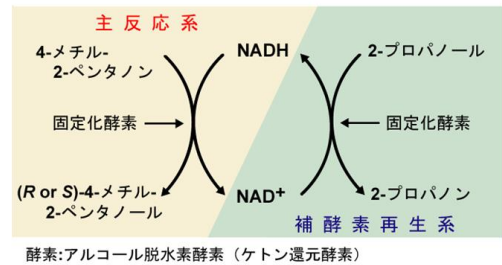 主反応系
4-メチル-
2-ペンタノン
NADH
2-プロパノール
固定化酵素
固定化酵素
(R or S)-4-メチル-
2-ペンタノール
NAD+
2-プロパノン
補酵素再生系
酵素:アルコール脱水素酵素（ケトン還元酵素）